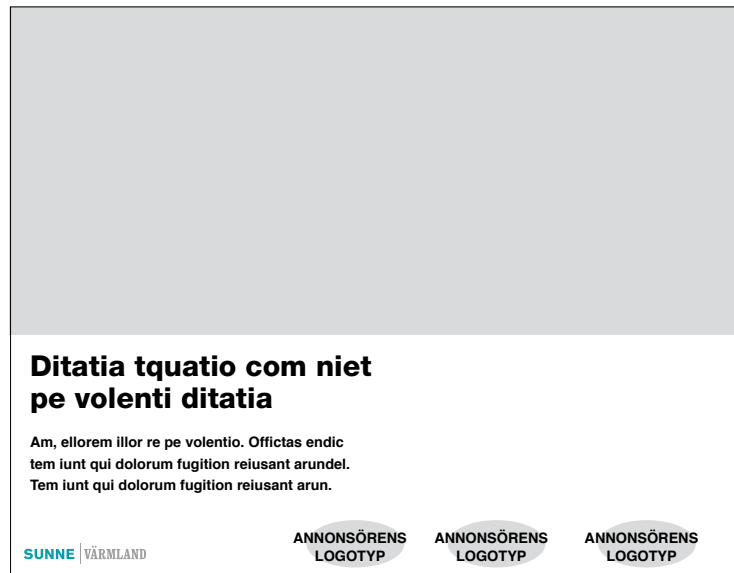 Ditatia tquatio com niet
pe volenti ditatia
Am, ellorem illor re pe volentio. Offictas endic
tem iunt qui dolorum fugition reiusant arundel.
Tem iunt qui dolorum fugition reiusant arun.
SUNNE VÄRMLAND
ANNONSÖRENS
LOGOTYP
ANNONSÖRENS
LOGOTYP
ANNONSÖRENS
LOGOTYP